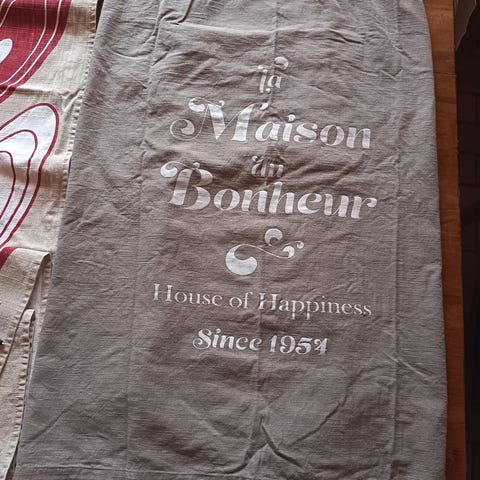 la
Maison
du
Bonheur
House of Happiness
Since 1954